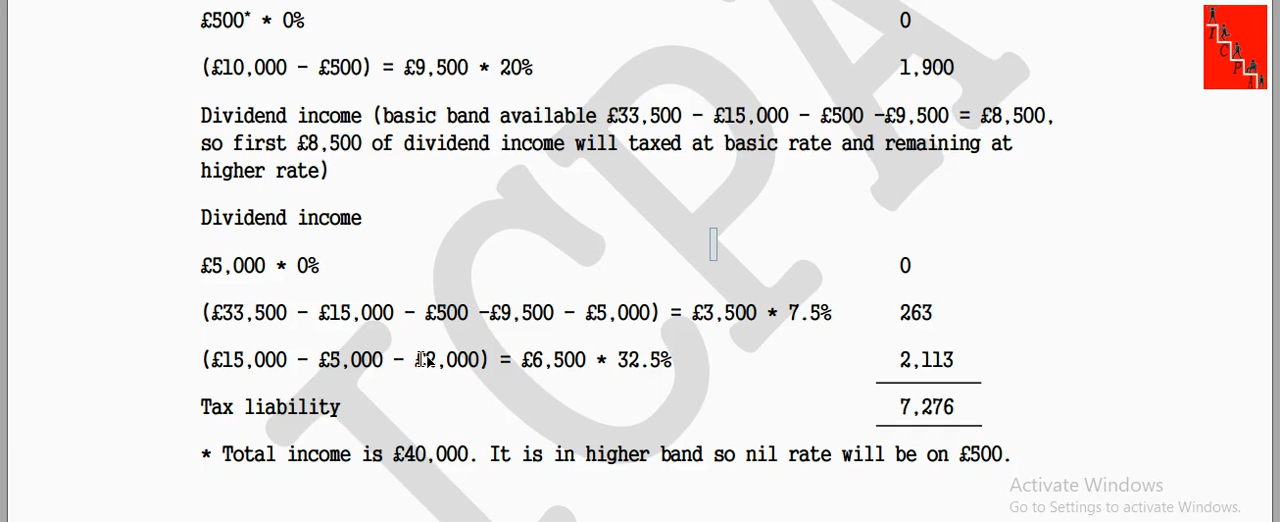 £500* * 0% 0
(£10,000 – £500) = £9,500 * 20% 1,900
Dividend income (basic band available £33,500 – £15,000 – £500 –£9,500 = £8,500,
so first £8,500 of dividend income will taxed at basic rate and remaining at
higher rate)
Dividend income
£5,000 * 0% 0
(£33,500 – £15,000 – £500 –£9,500 – £5,000) = £3,500 * 7.5% 263
(£15,000 – £5,000 – ,000) = £6,500 * 32.5% 2,113
Tax liability 7,276
* Total income is £40,000. It is in higher band so nil rate will be on £500.
Activate Windows
Go to Settings to activate Windows.
ICPA
I
C
P
A